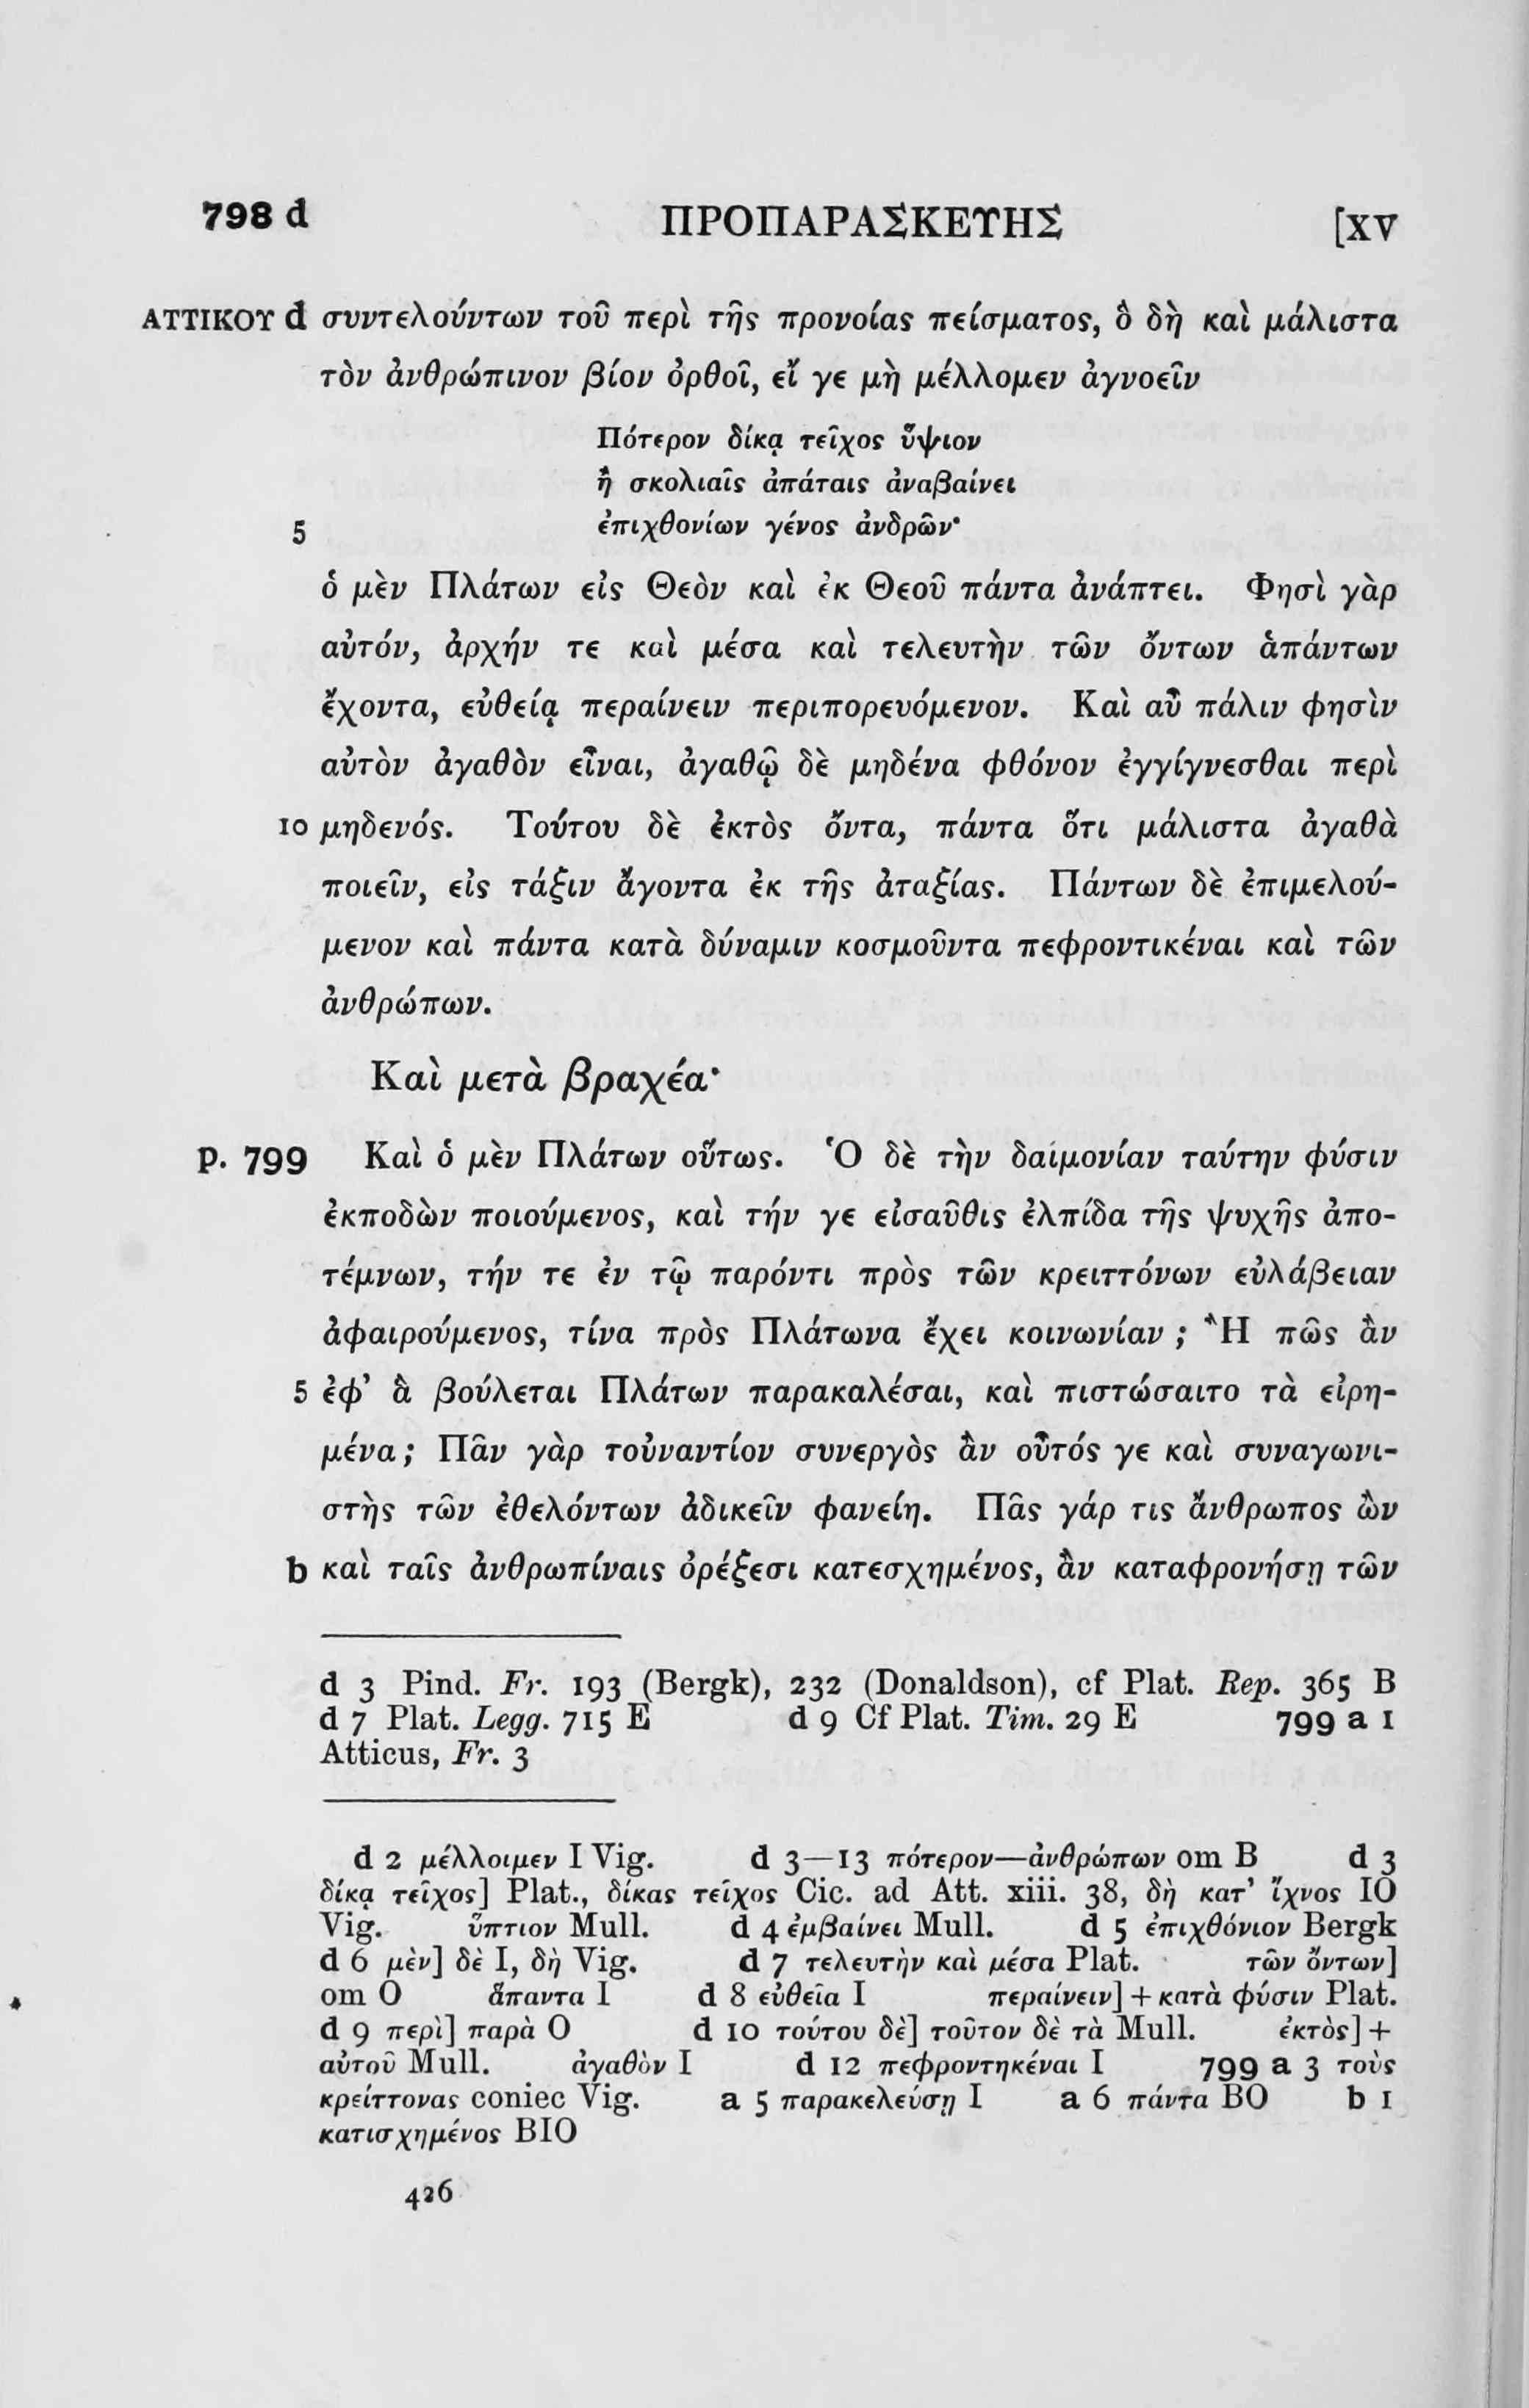 798 d ΠΡΟΠΑΡΑΣΚΕΥΗΣ [XV
ΑΤΤΙΚΟΥ d συντελούντων τοῦ περὶ τῆς προνοίας πείσματος, ὃ δὴ καὶ μάλιστα
τὸν ἀνθρώπινον βίον ὀρθοῖ, εἴ γε μὴ μέλλομεν ἀγνοεῖν
Πότερον δίκᾳ τεῖχος ὕψιον
ἢ σκολιαῖς ἀπάταις ἀναβαίνει
5 ἐπιχθονίων γένος ἀνδρῶν·
ὁ μὲν Πλάτων εἰς Θεὸν καὶ ἐκ Θεοῦ πάντα ἀνάπτει. Φησὶ γὰρ
αὐτόν, ἀρχήν τε καὶ μέσα καὶ τελευτὴν τῶν ὄντων ἁπάντων
ἔχοντα, εὐθείᾳ περαίνειν περιπορευόμενον. Καὶ αὖ πάλιν φησὶν
αὐτὸν ἀγαθὸν εἶναι, ἀγαθῷ δὲ μηδένα φθόνον ἐγγίγνεσθαι περὶ
10 μηδενός. Τούτου δὲ ἐκτὸς ὄντα, πάντα ὅτι μάλιστα ἀγαθὰ
ποιεῖν, εἰς τάξιν ἄγοντα ἐκ τῆς ἀταξίας. Πάντων δὲ ἐπιμελού-
μενον καὶ πάντα κατὰ δύναμιν κοσμοῦντα πεφροντικέναι καὶ τῶν
ἀνθρώπων.
Καὶ μετὰ βραχέα·
p. 799 Καὶ ὁ μὲν Πλάτων οὕτως. Ὁ δὲ τὴν δαιμονίαν ταύτην φύσιν
ἐκποδὼν ποιούμενος, καὶ τήν γε εἰσαῦθις ἐλπίδα τῆς ψυχῆς ἀπο-
τέμνων, τήν τε ἐν τῷ παρόντι πρὸς τῶν κρειττόνων εὐλάβειαν
ἀφαιρούμενος, τίνα πρὸς Πλάτωνα ἔχει κοινωνίαν; Ἢ πῶς ἂν
5 ἐφ’ ἃ βούλεται Πλάτων παρακαλέσαι, καὶ πιστώσαιτο τὰ εἰρη-
μένα; Πᾶν γὰρ τοὐναντίον συνεργὸς ἂν οὗτός γε καὶ συναγωνι-
στὴς τῶν ἐθελόντων ἀδικεῖν φανείη. Πᾶς γάρ τις ἄνθρωπος ὢν
b καὶ ταῖς ἀνθρωπίναις ὀρέξεσι κατεσχημένος, ἂν καταφρονήσῃ τῶν
d 3 Pind. Fr. 193 (Bergk), 232 (Donaldson), cf Plat. Rep. 365 B
d 7 Plat. Legg. 715 E d 9 Cf Plat. Tim. 29 E 799 a 1
Atticus, Fr. 3
d 2 μέλλοιμεν I Vig. d 3—13 πότερον—ἀνθρώπων om B d 3
δίκᾳ τεῖχος] Plat., δίκας τεῖχος Cic. ad Att. xiii. 38, δὴ κατ’ ἴχνος IO
Vig. ὕπτιον Mull. d 4 ἐμβαίνει Mull. d 5 ἐπιχθόνιον Bergk
d 6 μὲν] δὲ I, δὴ Vig. d 7 τελευτὴν καὶ μέσα Plat. τῶν ὄντων]
om O ἅπαντα I d 8 εὐθεῖα I περαίνειν] + κατὰ φύσιν Plat.
d 9 περὶ] παρὰ O d 10 τούτου δὲ] τοῦτον δὲ τὰ Mull. ἐκτὸς] +
αὐτοῦ Mull. ἀγαθὸν I d 12 πεφροντηκέναι I 799 a 3 τοὺς
κρείττονας coniec Vig. a 5 παρακελεύσῃ I a 6 πάντα BO b 1
κατισχημένος BIO
426